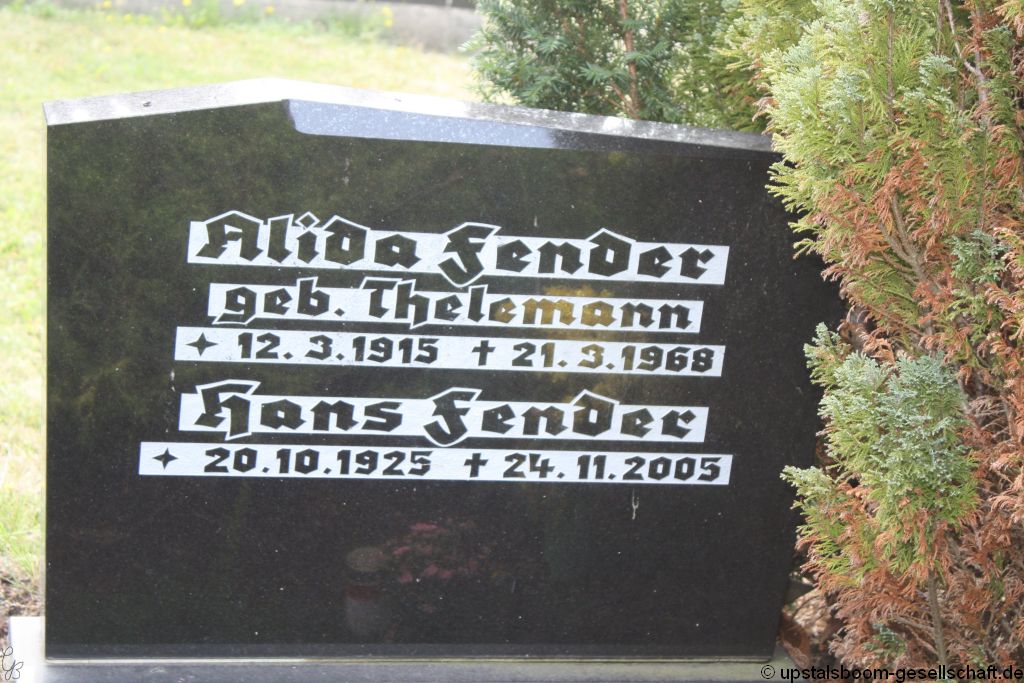 Alida Fender
geb. Thelemann
✦ 12.3.1915 † 21.3.1968
Hans Fender
✦ 20.10.1925 † 24.11.2005
GB
© upstalsboom-gesellschaft.de